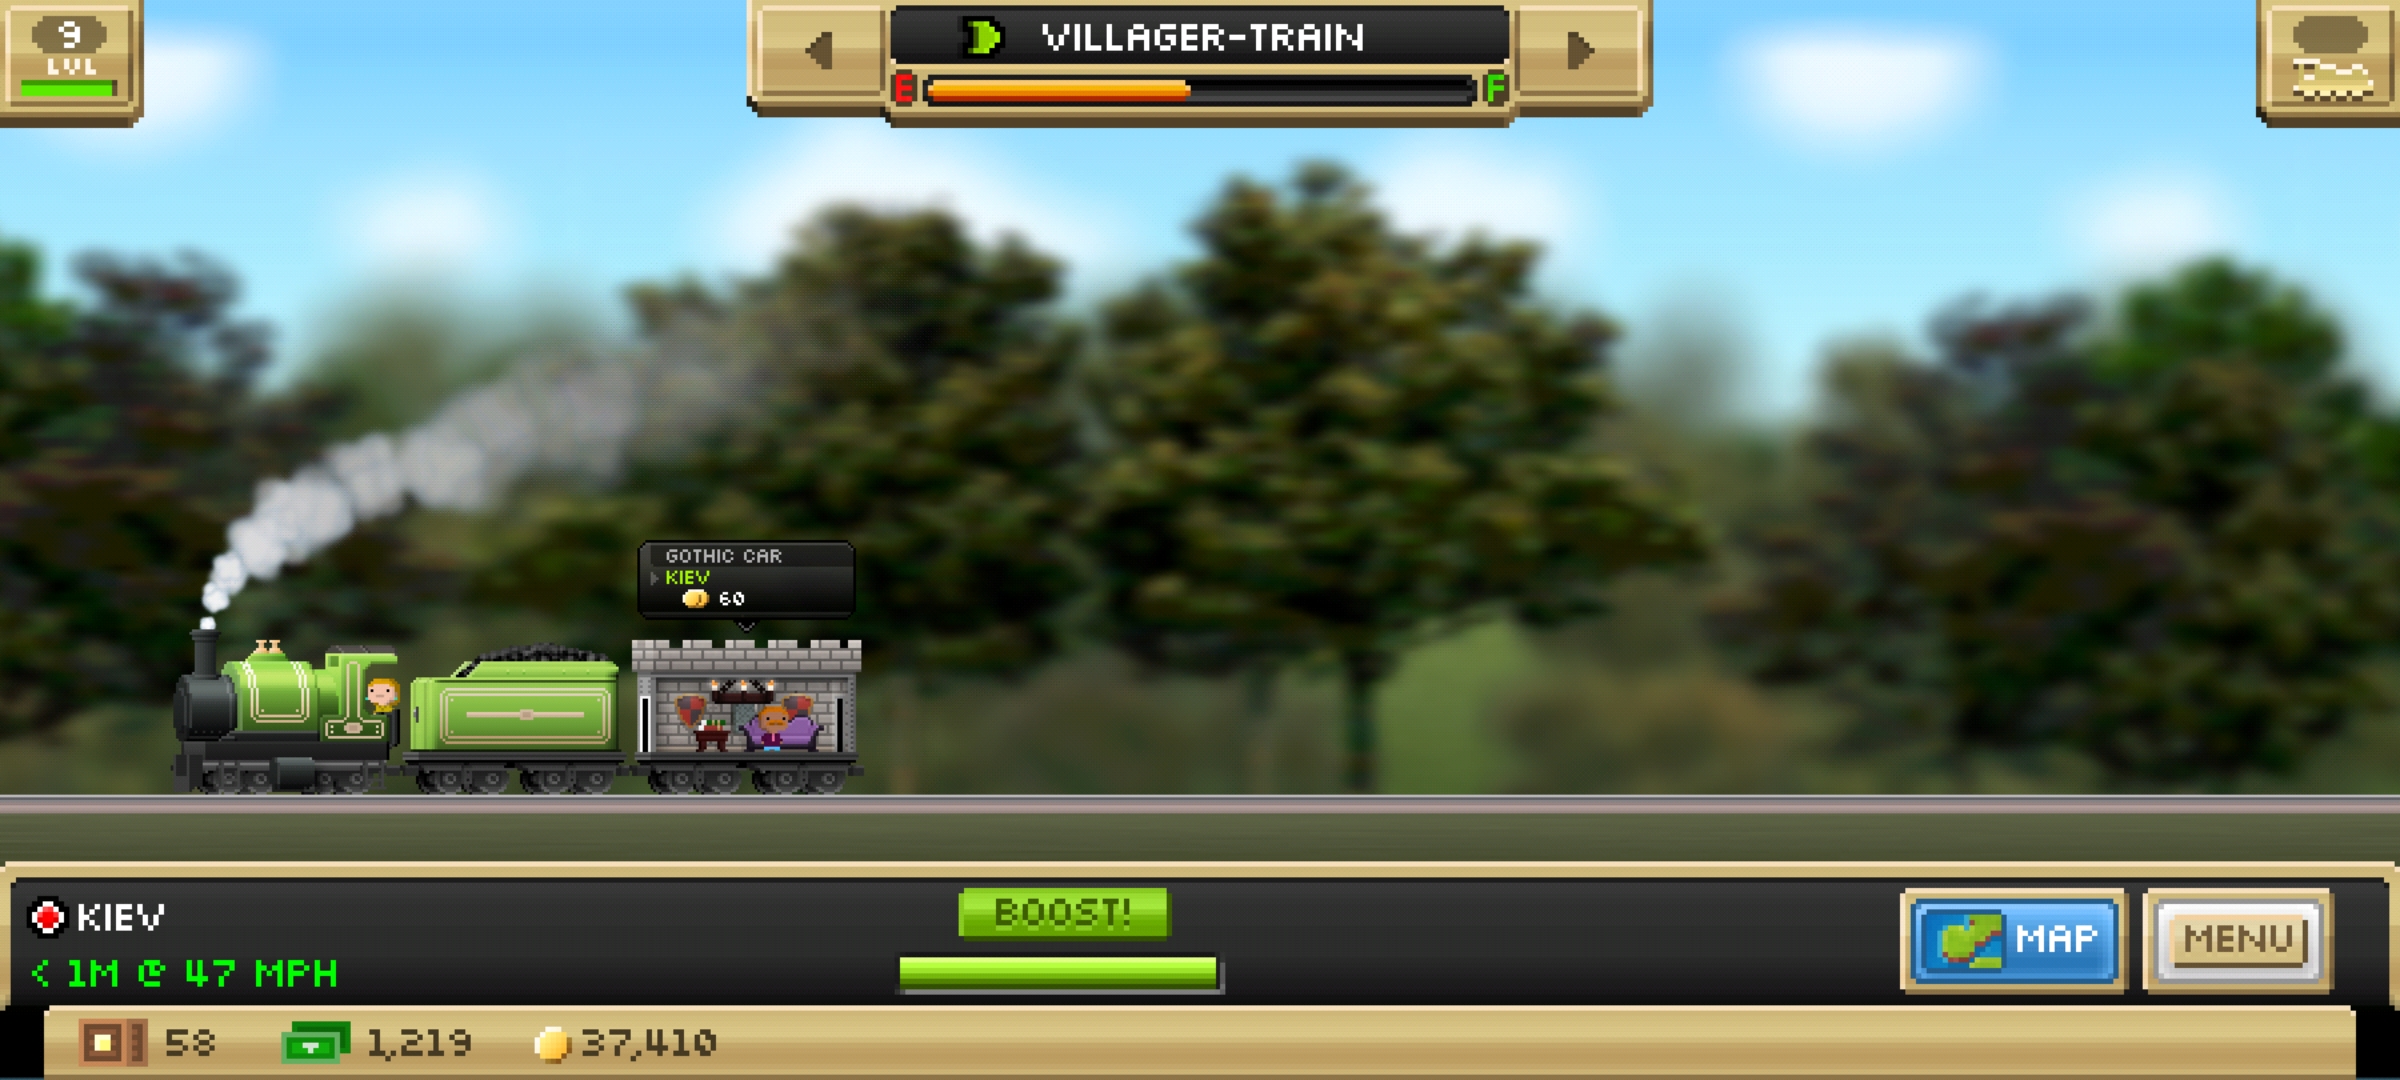 9
LVL
VILLAGER-TRAIN
E F
GOTHIC CAR
KIEV
60
KIEV
< 1M @ 47 MPH
BOOST!
MAP
MENU
58
1,219
37,410